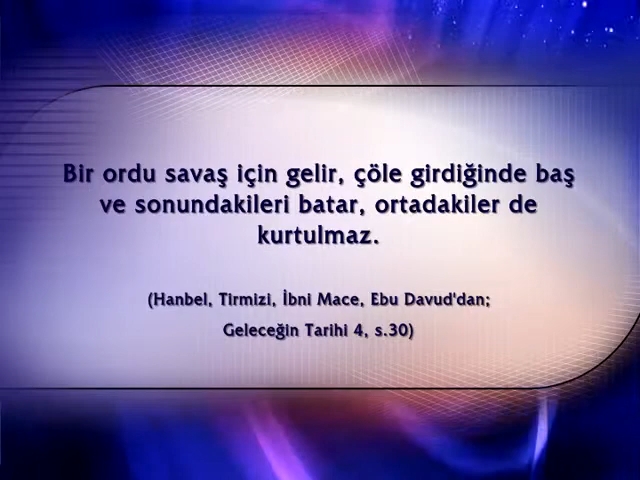 Bir ordu savaş için gelir, çöle girdiğinde baş
ve sonundakileri batar, ortadakiler de
kurtulmaz.
(Hanbel, Tirmizi, İbni Mace, Ebu Davud'dan;
Geleceğin Tarihi 4, s.30)